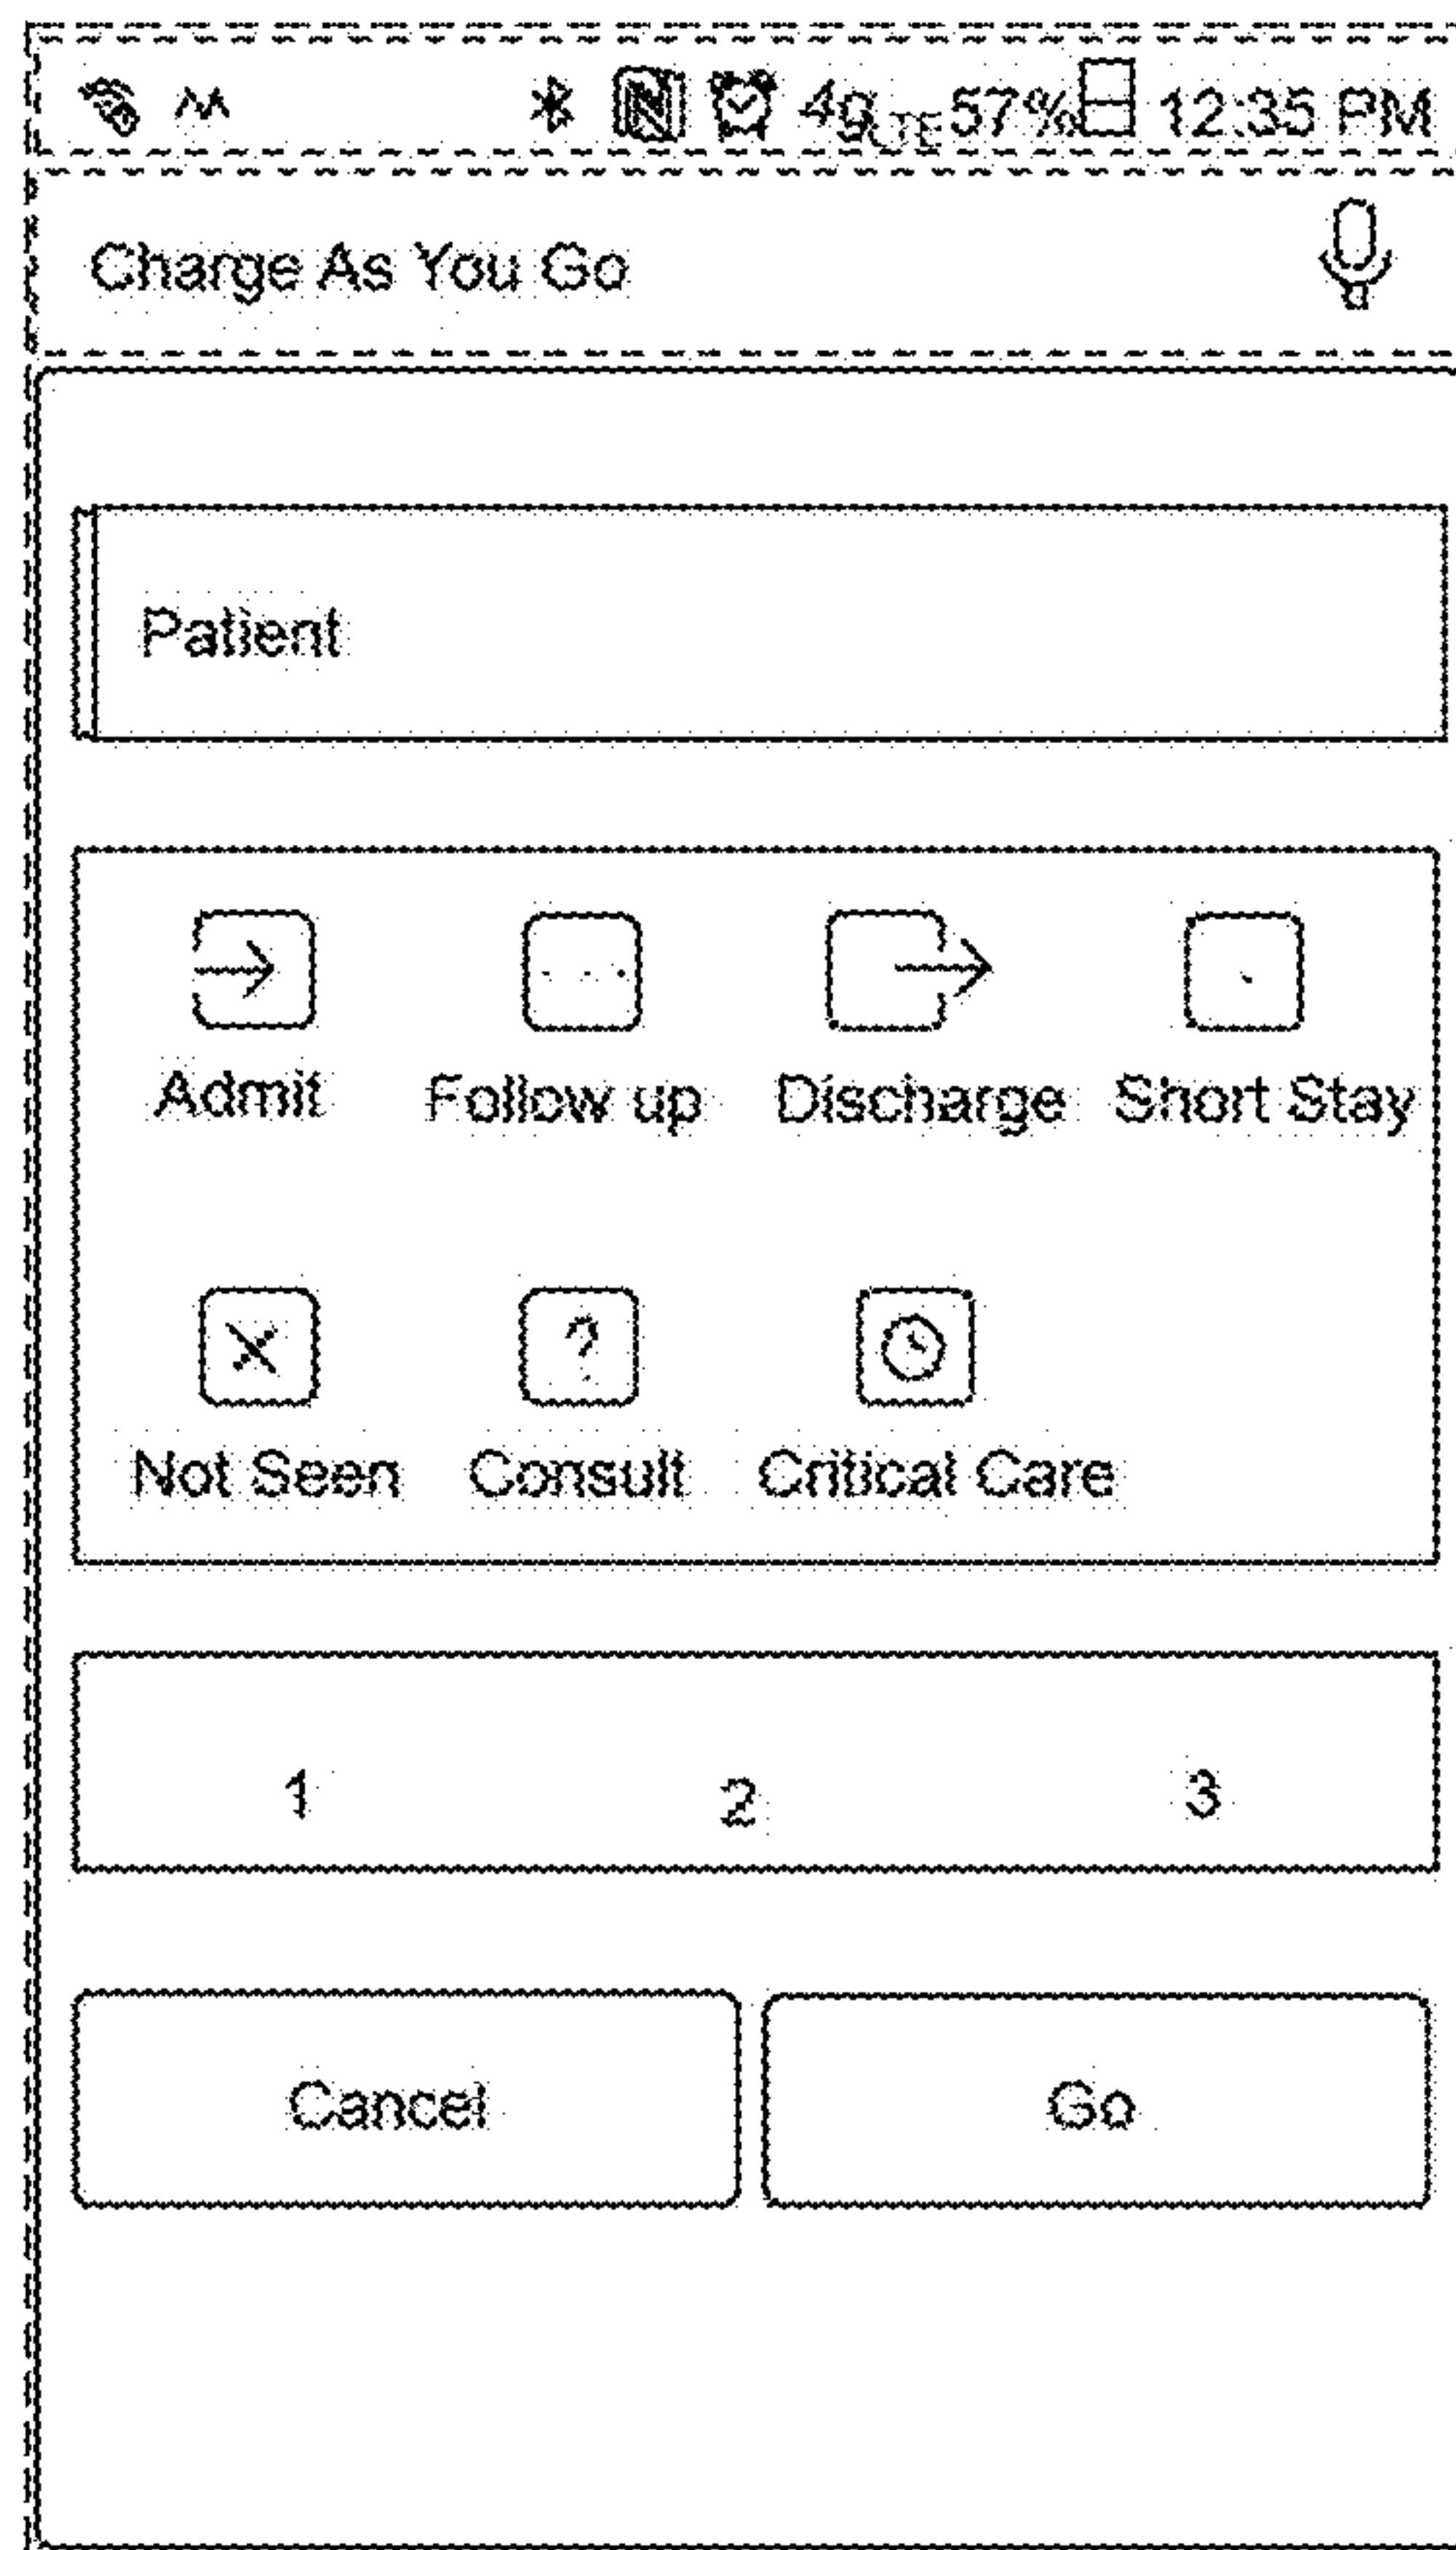 4g LTE 57% 12:35 PM
Charge As You Go
Patient
Admit Follow up Discharge Short Stay
Not Seen Consult Critical Care
1 2 3
Cancel Go